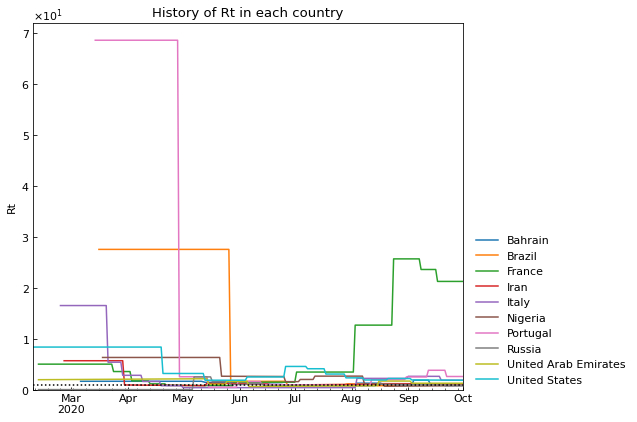 History of Rt in each country
×10¹
7
6
5
4
3
2
1
0
Rt
Mar Apr May Jun Jul Aug Sep Oct
2020
Bahrain
Brazil
France
Iran
Italy
Nigeria
Portugal
Russia
United Arab Emirates
United States